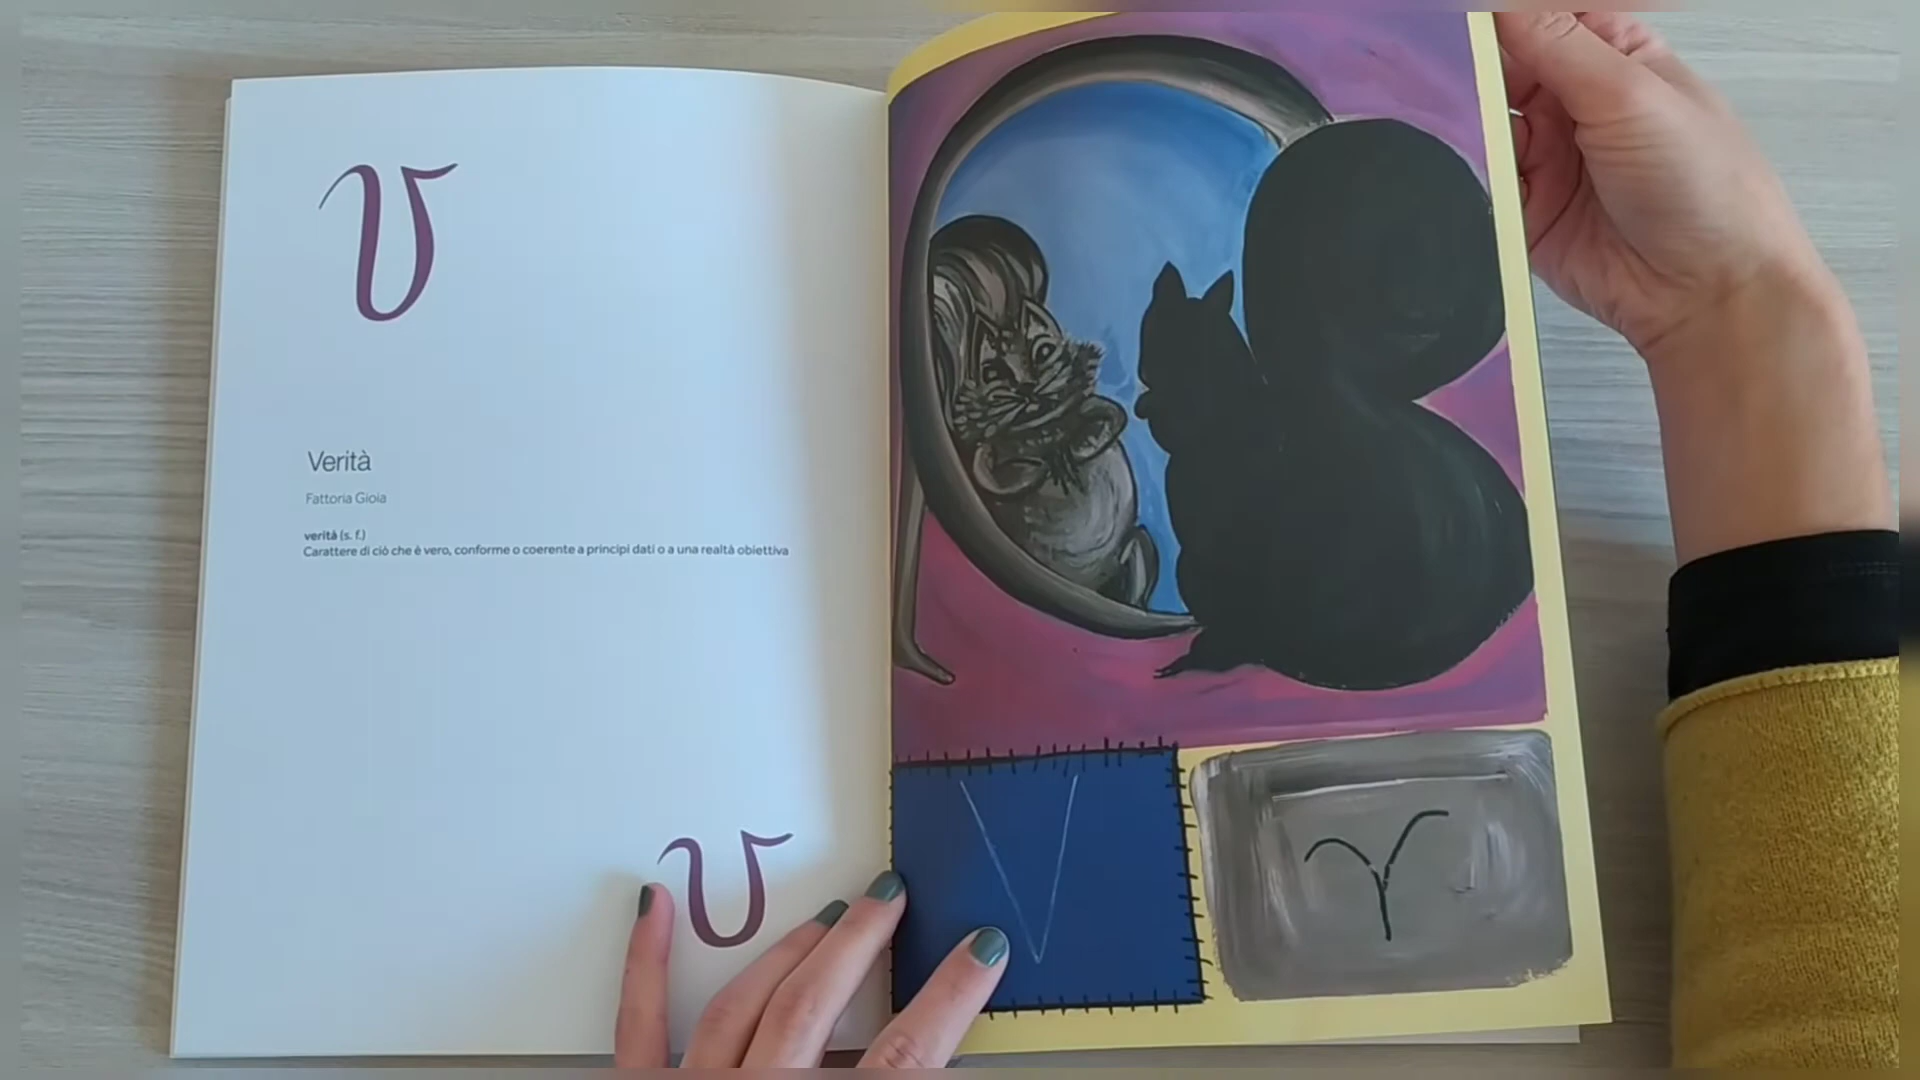 V
Verità
Fattoria Gioia
verità (s. f.)
Carattere di ciò che è vero, conforme o coerente a principi dati o a una realtà obiettiva
V
V
ϒ